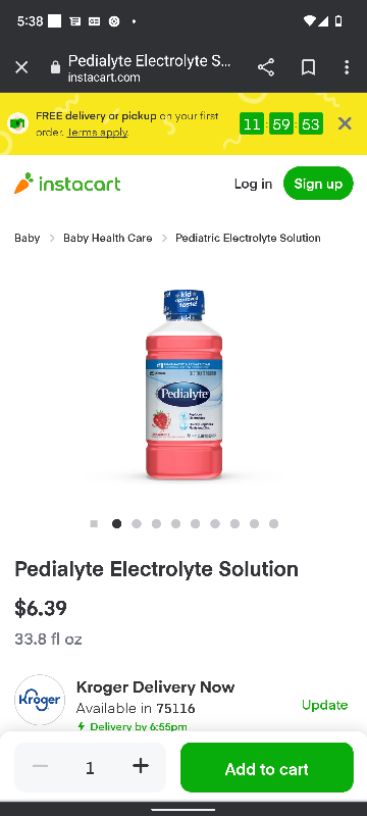 5:38
Pedialyte Electrolyte S...
instacart.com
FREE delivery or pickup on your first
order. Terms apply.
11 : 59 : 53
instacart
Log in
Sign up
Baby > Baby Health Care > Pediatric Electrolyte Solution
Pedialyte
Pedialyte Electrolyte Solution
$6.39
33.8 fl oz
Kroger
Kroger Delivery Now
Available in 75116
Update
Delivery by 6:55pm
1
Add to cart